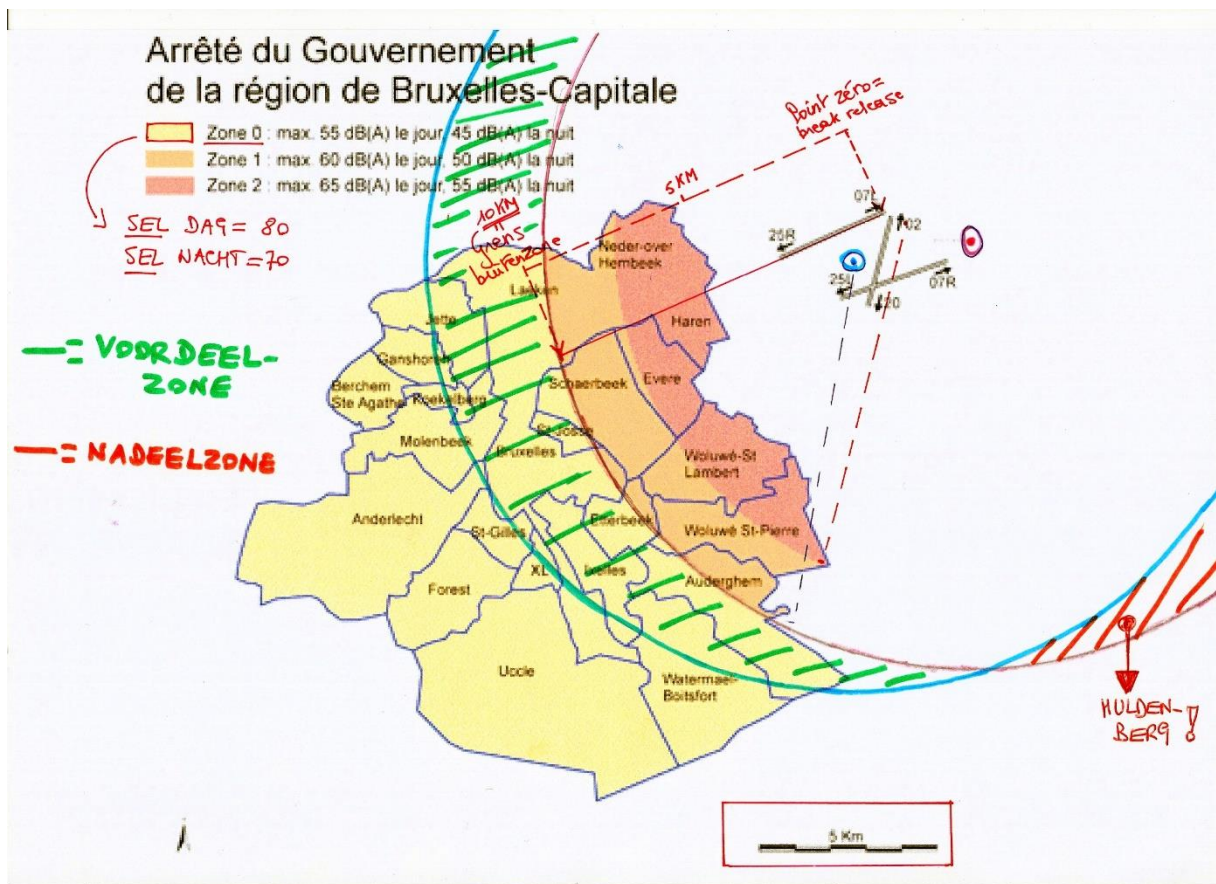 Arrêté du Gouvernement
de la région de Bruxelles-Capitale
Zone 0 : max. 55 dB(A) le jour, 45 dB(A) la nuit
Zone 1 : max. 60 dB(A) le jour, 50 dB(A) la nuit
Zone 2 : max. 65 dB(A) le jour, 55 dB(A) la nuit
SEL DAG = 80
SEL NACHT = 70
Point zéro =
break release
5 KM
10 KM
=
Grens
buitenzone
07L
02
25R
25L
20
07R
Neder-over
Hembeek
Laeken
Haren
Jette
Ganshoren
Berchem
Ste Agathe
Koekelberg
Schaerbeek
Evere
Molenbeek
St-Josse
Bruxelles
Woluwé-St
Lambert
Anderlecht
St-Gilles
Etterbeek
Woluwé St-Pierre
XL
Ixelles
Auderghem
Forest
Uccle
Watermael-
Boitsfort
= VOORDEEL-
ZONE
= NADEELZONE
HULDEN-
BERG !
5 Km